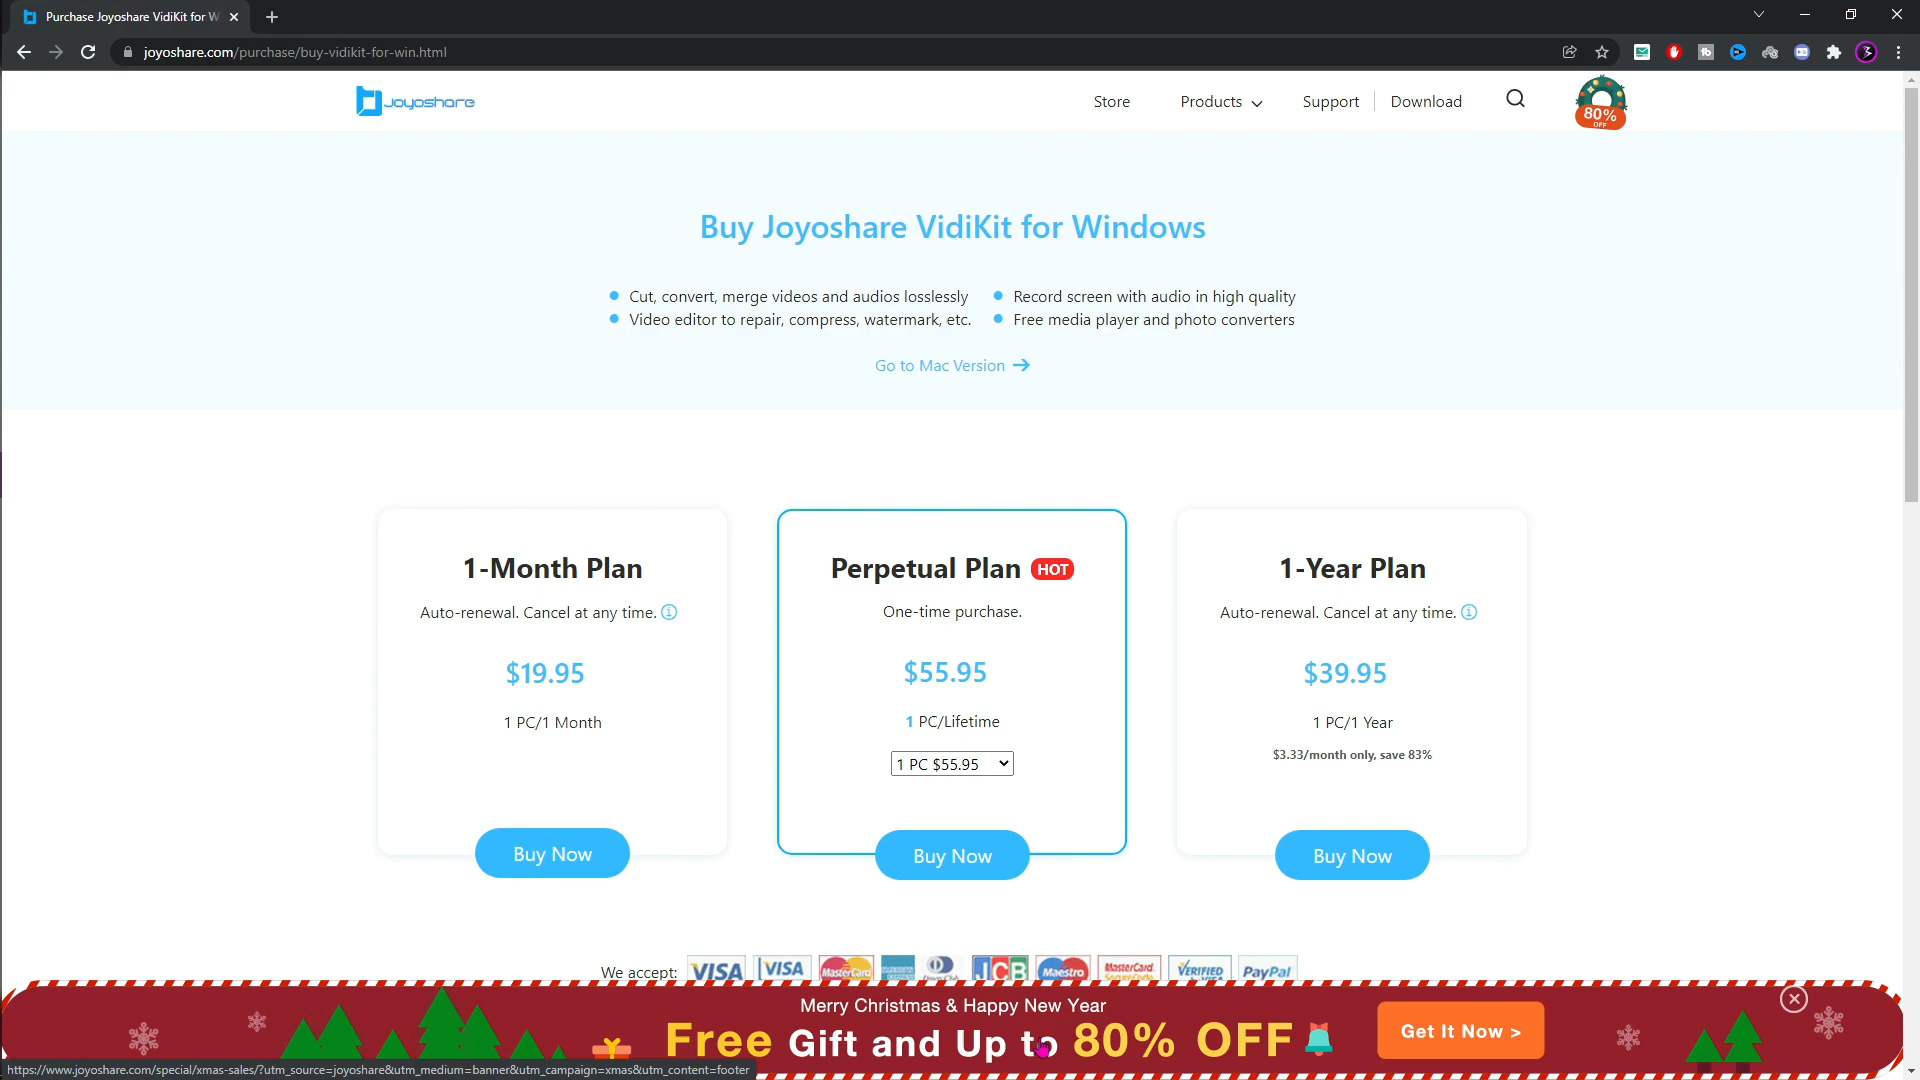 Purchase Joyoshare VidiKit for W
joyoshare.com/purchase/buy-vidikit-for-win.html
Joyoshare
Store
Products
Support
Download
80%
OFF
Buy Joyoshare VidiKit for Windows
Cut, convert, merge videos and audios losslessly
Record screen with audio in high quality
Video editor to repair, compress, watermark, etc.
Free media player and photo converters
Go to Mac Version
1-Month Plan
Auto-renewal. Cancel at any time.
$19.95
1 PC/1 Month
Buy Now
Perpetual Plan HOT
One-time purchase.
$55.95
1 PC/Lifetime
1 PC $55.95
Buy Now
1-Year Plan
Auto-renewal. Cancel at any time.
$39.95
1 PC/1 Year
$3.33/month only, save 83%
Buy Now
We accept: VISA VISA MasterCard JCB Maestro MasterCard VERIFIED PayPal
Merry Christmas & Happy New Year
Free Gift and Up to 80% OFF
Get It Now >
https://www.joyoshare.com/special/xmas-sales/?utm_source=joyoshare&utm_medium=banner&utm_campaign=xmas&utm_content=footer